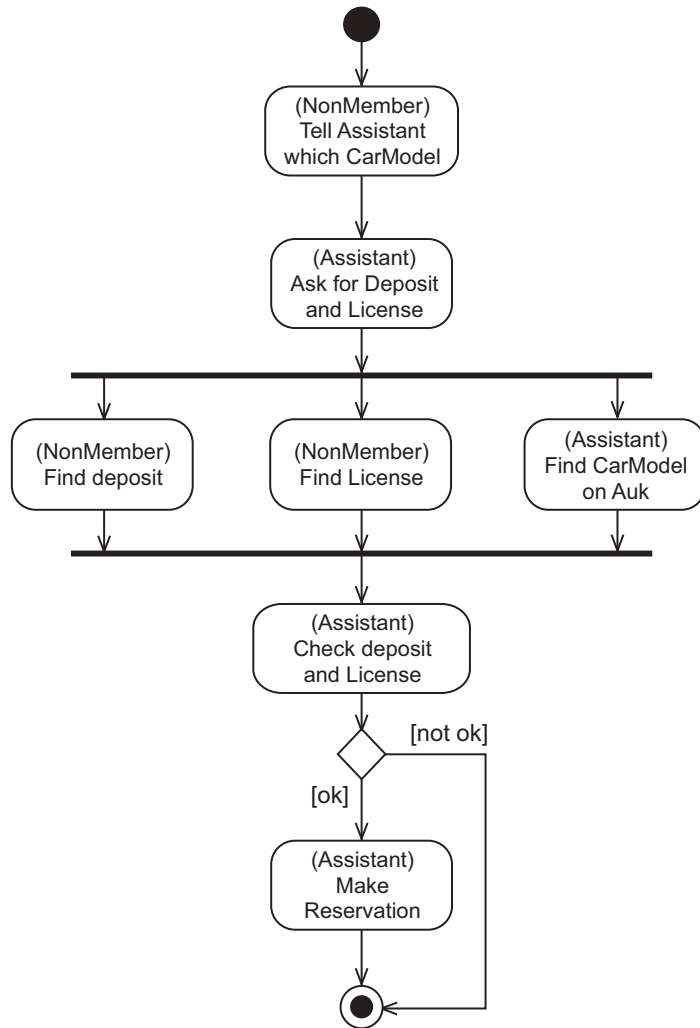 (NonMember)
Tell Assistant
which CarModel
(Assistant)
Ask for Deposit
and License
(NonMember)
Find deposit
(NonMember)
Find License
(Assistant)
Find CarModel
on Auk
(Assistant)
Check deposit
and License
[not ok]
[ok]
(Assistant)
Make
Reservation